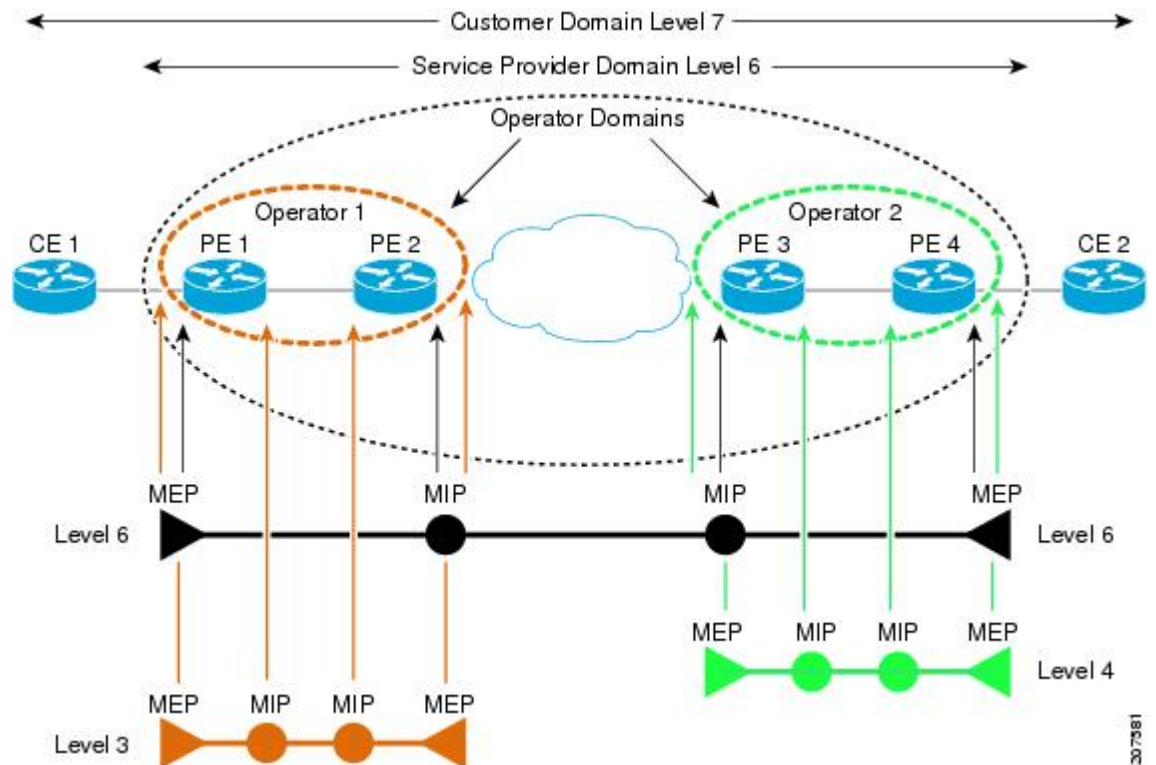 Customer Domain Level 7
Service Provider Domain Level 6
Operator Domains
Operator 1
Operator 2
CE 1
PE 1
PE 2
PE 3
PE 4
CE 2
MEP
MIP
MIP
MEP
Level 6
Level 6
MEP
MIP
MIP
MEP
Level 4
MEP
MIP
MIP
MEP
Level 3
207581